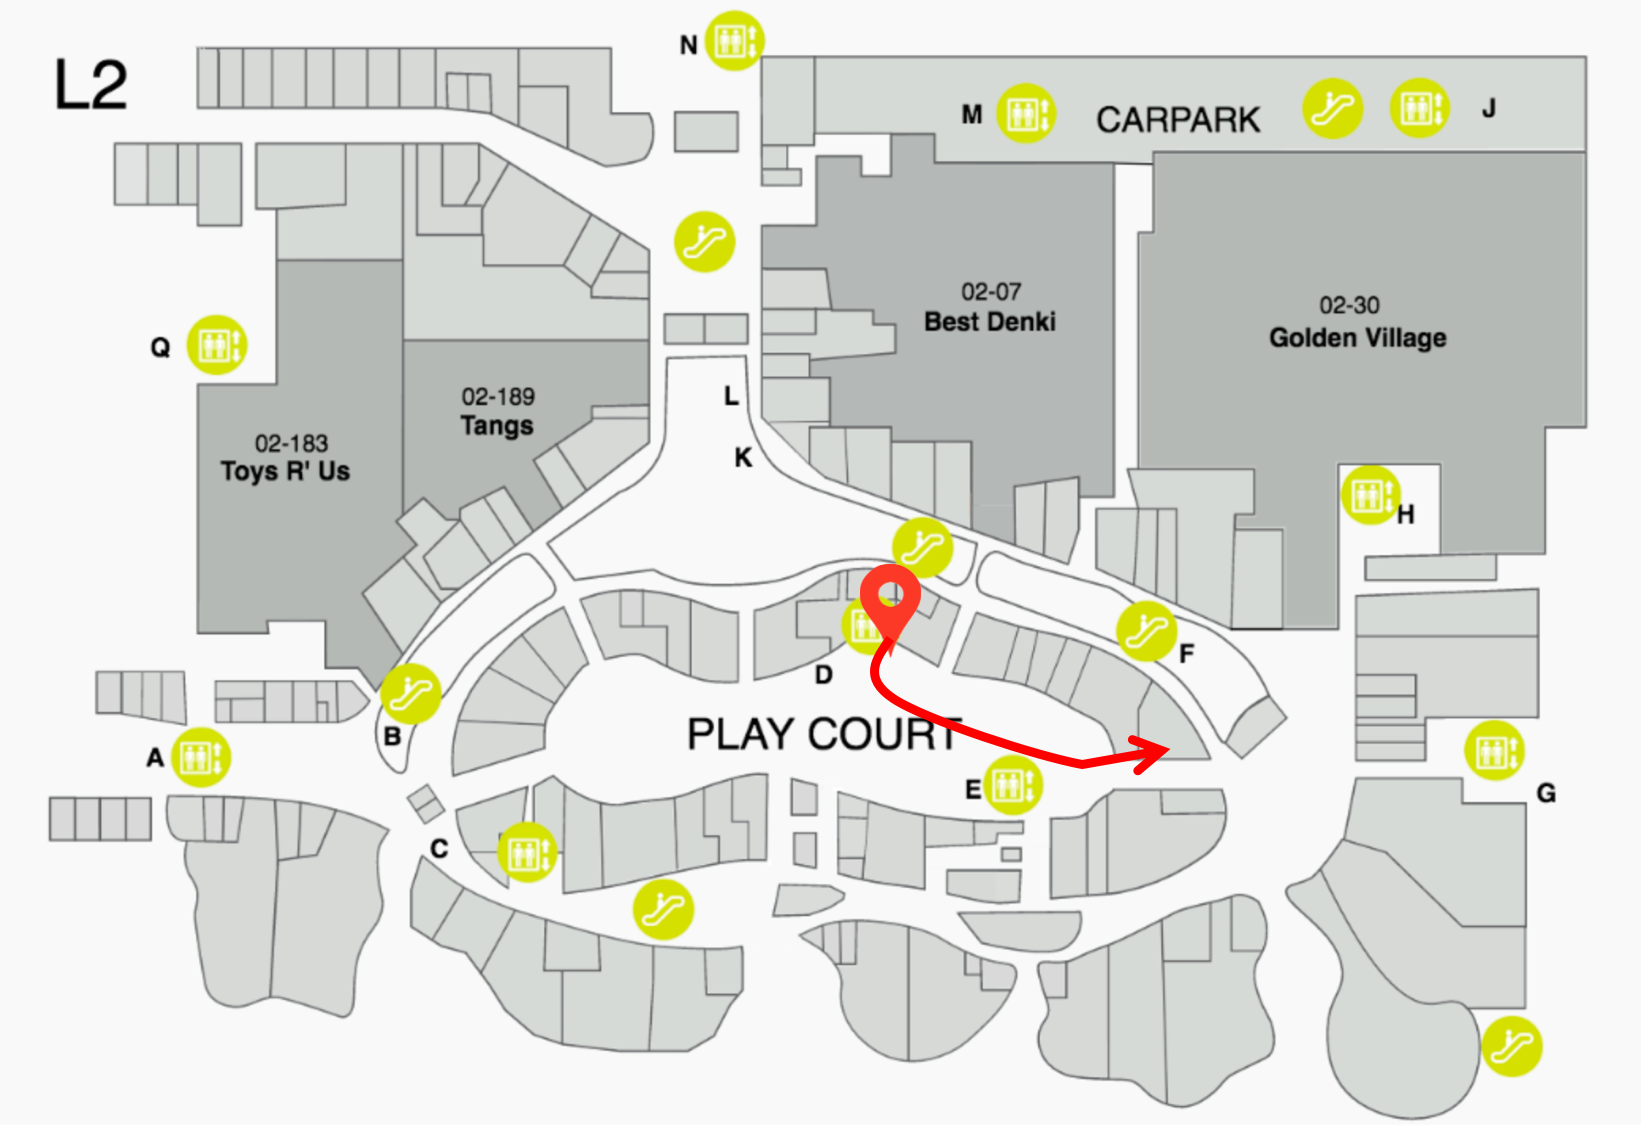 N
L2
M
CARPARK
J
02-07
Best Denki
02-30
Golden Village
Q
L
02-189
Tangs
02-183
Toys R' Us
K
H
F
D
B
PLAY COURT
A
E
G
C